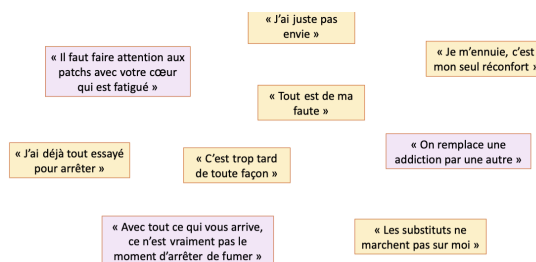 « J'ai juste pas
envie »
« Il faut faire attention aux
patchs avec votre cœur
qui est fatigué »
« Je m'ennuie, c'est
mon seul réconfort »
« Tout est de ma
faute »
« J'ai déjà tout essayé
pour arrêter »
« C'est trop tard
de toute façon »
« On remplace une
addiction par une autre »
« Avec tout ce qui vous arrive,
ce n'est vraiment pas le
moment d'arrêter de fumer »
« Les substituts ne
marchent pas sur moi »